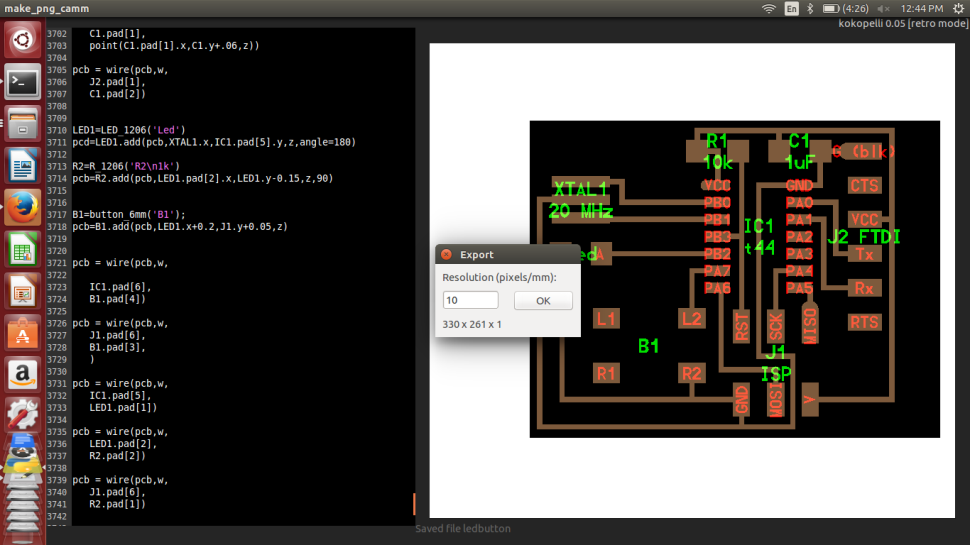 make_png_camm
En
(4:26)
12:44 PM
kokopelli 0.05 [retro mode]
3702 C1.pad[1],
3703 point(C1.pad[1].x,C1.y+.06,z))
3704
3705 pcb = wire(pcb,w,
3706 J2.pad[1],
3707 C1.pad[2])
3708
3709
3710 LED1=LED_1206('Led')
3711 pcd=LED1.add(pcb,XTAL1.x,IC1.pad[5].y,z,angle=180)
3712
3713 R2=R_1206('R2\n1k')
3714 pcb=R2.add(pcb,LED1.pad[2].x,LED1.y-0.15,z,90)
3715
3716
3717 B1=button_6mm('B1');
3718 pcb=B1.add(pcb,LED1.x+0.2,J1.y+0.05,z)
3719
3720
3721 pcb = wire(pcb,w,
3722
3723 IC1.pad[6],
3724 B1.pad[4])
3725
3726 pcb = wire(pcb,w,
3727 J1.pad[6],
3728 B1.pad[3],
3729 )
3730
3731 pcb = wire(pcb,w,
3732 IC1.pad[5],
3733 LED1.pad[1])
3734
3735 pcb = wire(pcb,w,
3736 LED1.pad[2],
3737 R2.pad[2])
3738
3739 pcb = wire(pcb,w,
3740 J1.pad[6],
3741 R2.pad[1])
3742
R1
10k
C1
1uF
G (blk)
XTAL1
20 MHz
VCC
PB0
PB1
PB3
PB2
PA7
PA6
IC1
t44
GND
PA0
PA1
PA2
PA3
PA4
PA5
CTS
VCC
J2 FTDI
Tx
Rx
RTS
ed
A
L1
L2
B1
R1
R2
RST
SCK
MISO
J1
ISP
GND
MOSI
V
Export
Resolution (pixels/mm):
10
OK
330 x 261 x 1
Saved file ledbutton